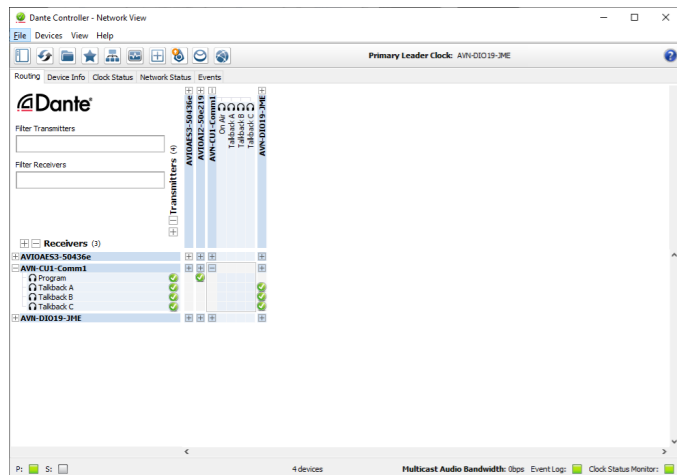 Dante Controller - Network View
File Devices View Help
Primary Leader Clock: AVN-DIO19-JME
Routing Device Info Clock Status Network Status Events
Dante
Filter Transmitters
Filter Receivers
Transmitters (4)
AVIOAES3-50436e
AVIOAI2-50e219
AVN-CU1-Comm1
On Air
Talkback A
Talkback B
Talkback C
AVN-DIO19-JME
Receivers (3)
AVIOAES3-50436e
AVN-CU1-Comm1
Program
Talkback A
Talkback B
Talkback C
AVN-DIO19-JME
P: S: 4 devices Multicast Audio Bandwidth: 0bps Event Log: Clock Status Monitor: